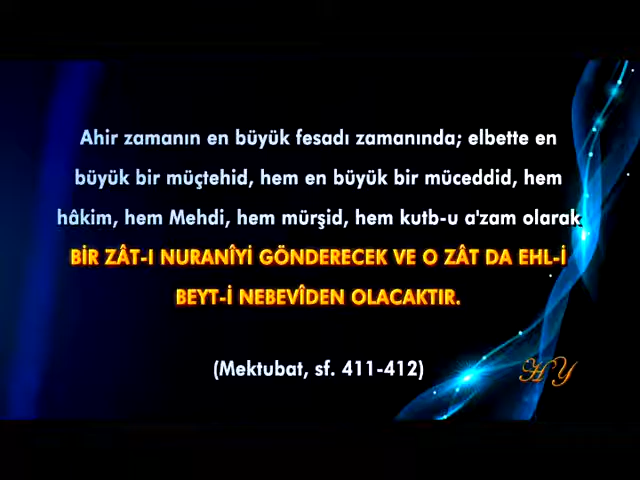 Ahir zamanın en büyük fesadı zamanında; elbette en
büyük bir müçtehid, hem en büyük bir müceddid, hem
hâkim, hem Mehdi, hem mürşid, hem kutb-u a'zam olarak
BİR ZÂT-I NURANÎYİ GÖNDERECEK VE O ZÂT DA EHL-İ
BEYT-İ NEBEVÎDEN OLACAKTIR.
(Mektubat, sf. 411-412)
HY